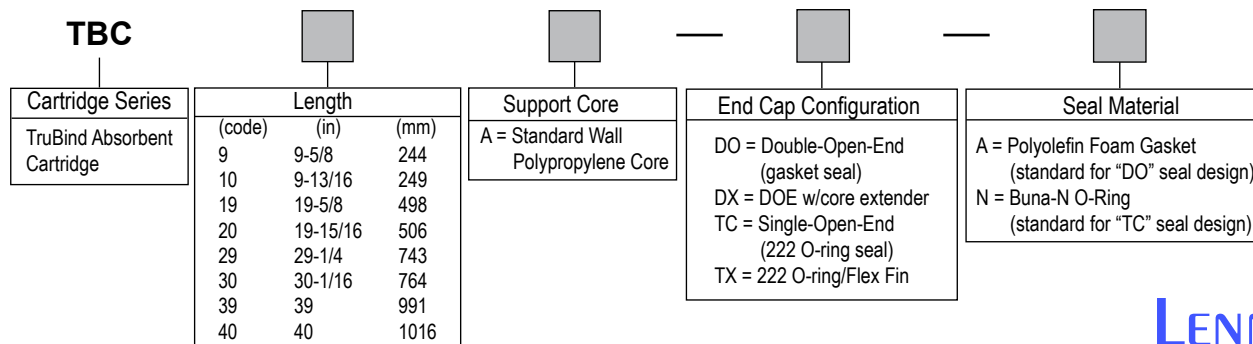 TBC — —
Cartridge Series
TruBind Absorbent
Cartridge
Length
(code) (in) (mm)
9 9-5/8 244
10 9-13/16 249
19 19-5/8 498
20 19-15/16 506
29 29-1/4 743
30 30-1/16 764
39 39 991
40 40 1016
Support Core
A = Standard Wall
Polypropylene Core
End Cap Configuration
DO = Double-Open-End
(gasket seal)
DX = DOE w/core extender
TC = Single-Open-End
(222 O-ring seal)
TX = 222 O-ring/Flex Fin
Seal Material
A = Polyolefin Foam Gasket
(standard for “DO” seal design)
N = Buna-N O-Ring
(standard for “TC” seal design)